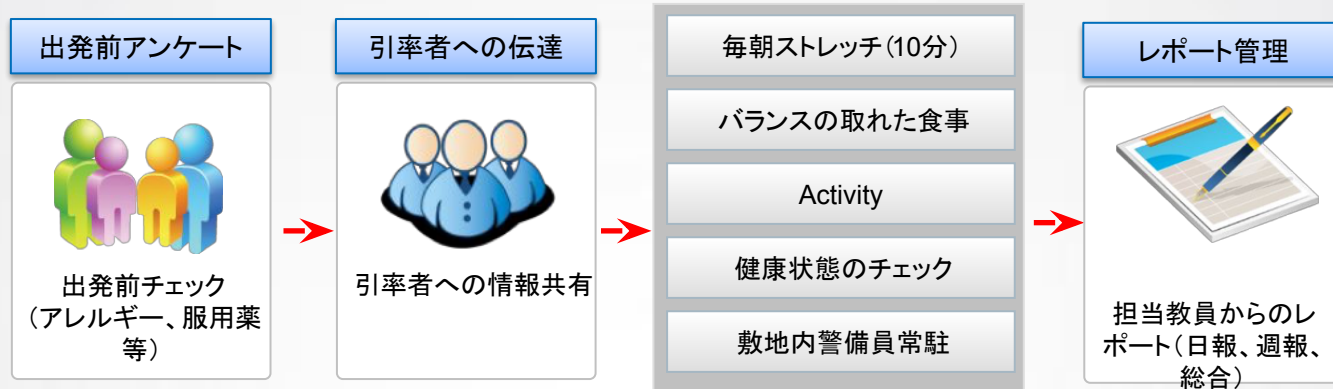 出発前アンケート
出発前チェック
（アレルギー、服用薬
等）
引率者への伝達
引率者への情報共有
毎朝ストレッチ（10分）
バランスの取れた食事
Activity
健康状態のチェック
敷地内警備員常駐
レポート管理
担当教員からのレ
ポート（日報、週報、
総合）